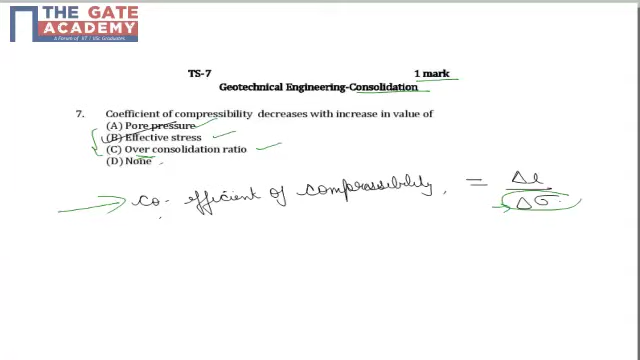 THE GATE
ACADEMY
A Forum of IIT / IISC Graduates
TS-7 1 mark
Geotechnical Engineering-Consolidation
7. Coefficient of compressibility decreases with increase in value of
(A) Pore pressure
(B) Effective stress
(C) Over consolidation ratio
(D) None
co-efficient of compressibility = Δe
Δσ